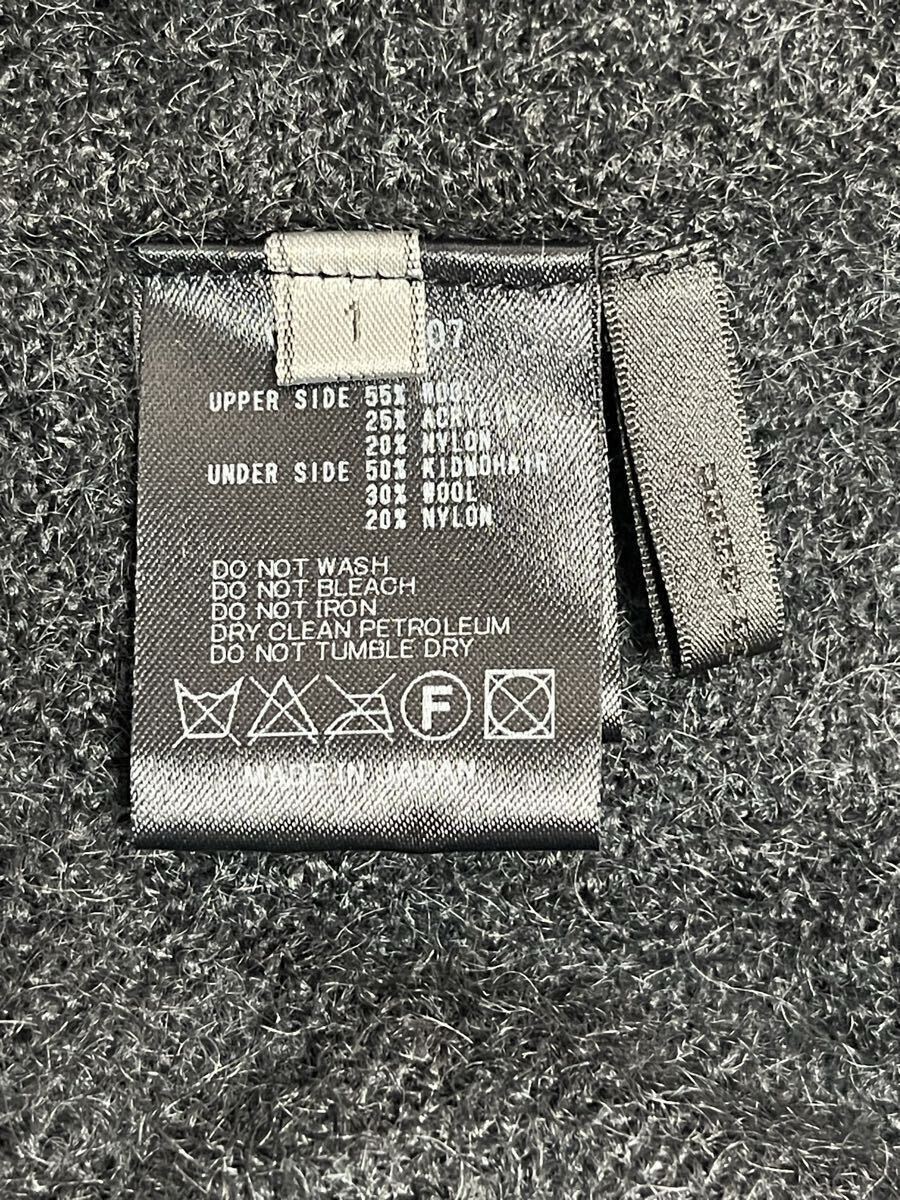 1
07
UPPER SIDE 55% WOOL
25% ACRYLIC
20% NYLON
UNDER SIDE 50% KIDMOHAIR
30% WOOL
20% NYLON
DO NOT WASH
DO NOT BLEACH
DO NOT IRON
DRY CLEAN PETROLEUM
DO NOT TUMBLE DRY
F
MADE IN JAPAN